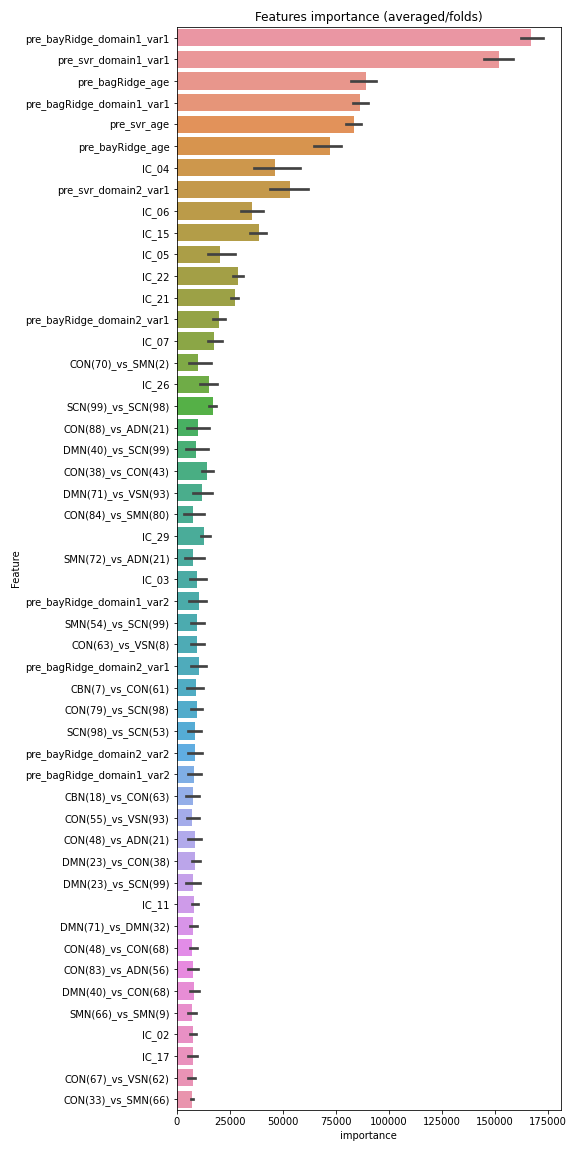 Features importance (averaged/folds)
pre_bayRidge_domain1_var1
pre_svr_domain1_var1
pre_bagRidge_age
pre_bagRidge_domain1_var1
pre_svr_age
pre_bayRidge_age
IC_04
pre_svr_domain2_var1
IC_06
IC_15
IC_05
IC_22
IC_21
pre_bayRidge_domain2_var1
IC_07
CON(70)_vs_SMN(2)
IC_26
SCN(99)_vs_SCN(98)
CON(88)_vs_ADN(21)
DMN(40)_vs_SCN(99)
CON(38)_vs_CON(43)
DMN(71)_vs_VSN(93)
CON(84)_vs_SMN(80)
IC_29
SMN(72)_vs_ADN(21)
IC_03
pre_bayRidge_domain1_var2
SMN(54)_vs_SCN(99)
CON(63)_vs_VSN(8)
pre_bagRidge_domain2_var1
CBN(7)_vs_CON(61)
CON(79)_vs_SCN(98)
SCN(98)_vs_SCN(53)
pre_bayRidge_domain2_var2
pre_bagRidge_domain1_var2
CBN(18)_vs_CON(63)
CON(55)_vs_VSN(93)
CON(48)_vs_ADN(21)
DMN(23)_vs_CON(38)
DMN(23)_vs_SCN(99)
IC_11
DMN(71)_vs_DMN(32)
CON(48)_vs_CON(68)
CON(83)_vs_ADN(56)
DMN(40)_vs_CON(68)
SMN(66)_vs_SMN(9)
IC_02
IC_17
CON(67)_vs_VSN(62)
CON(33)_vs_SMN(66)
Feature
0 25000 50000 75000 100000 125000 150000 175000
importance